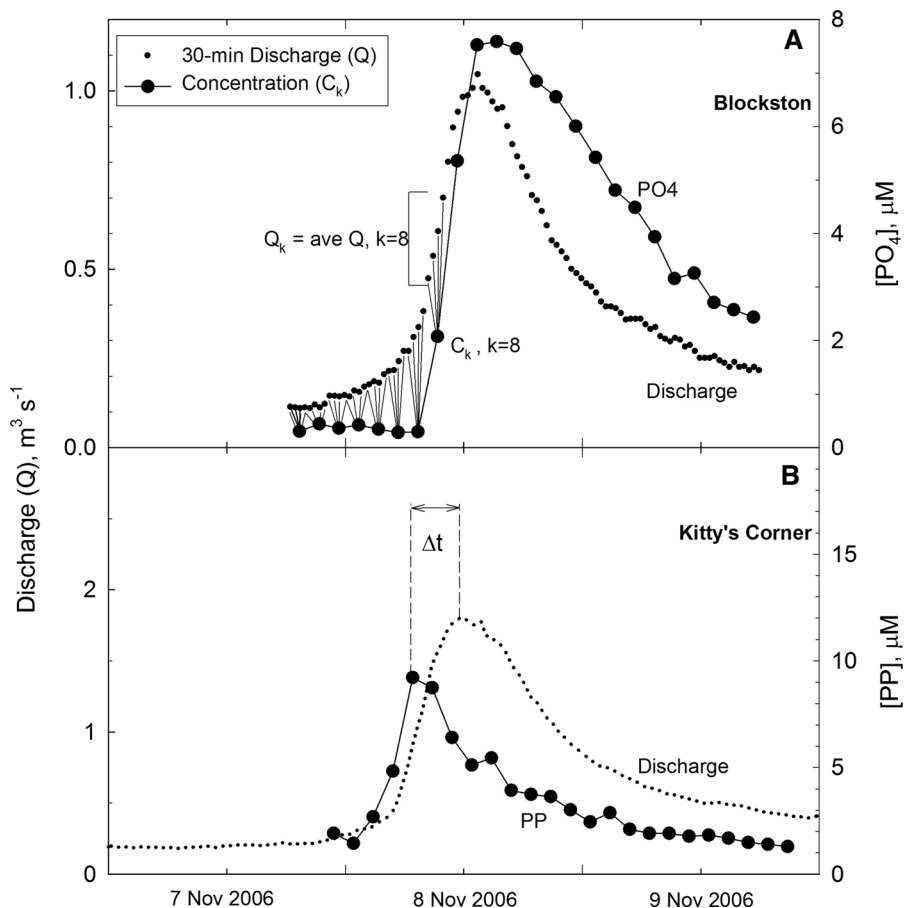 A
8
30-min Discharge (Q)
Concentration (Cₖ)
1.0
Blockston
6
PO4
Qₖ = ave Q, k=8
4
[PO₄], μM
0.5
Cₖ , k=8
2
Discharge
0.0
0
Discharge (Q), m³ s⁻¹
B
Kitty's Corner
Δt
15
2
10
[PP], μM
1
Discharge
5
PP
0
0
7 Nov 2006
8 Nov 2006
9 Nov 2006